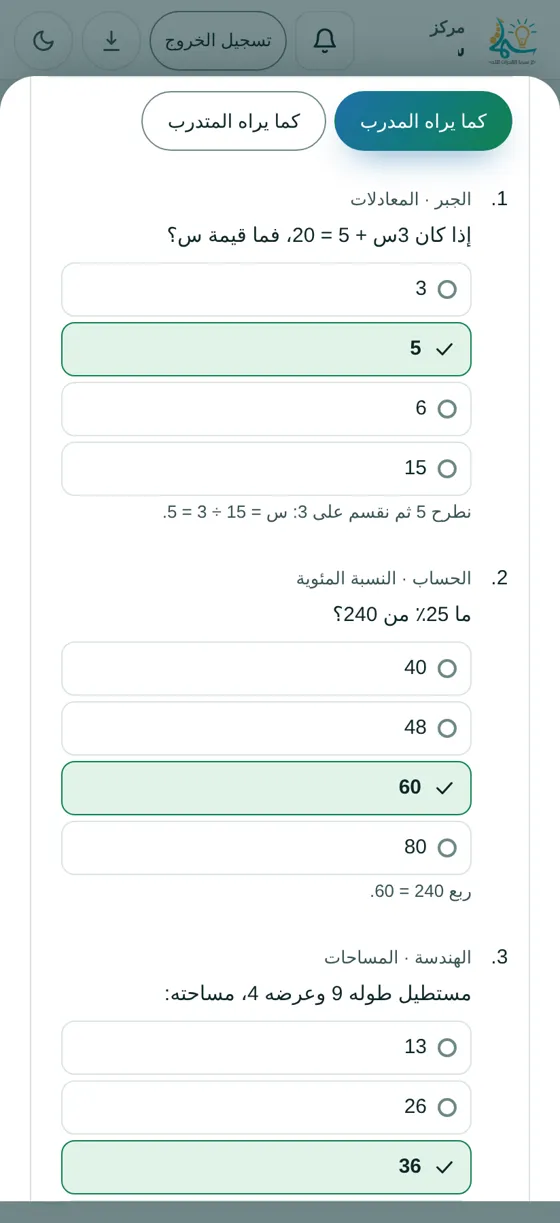 مركز
تسجيل الخروج
كما يراه المدرب
كما يراه المتدرب
1.
الجبر · المعادلات
إذا كان 3س + 5 = 20، فما قيمة س؟
3
5
6
15
نطرح 5 ثم نقسم على 3: س = 15 ÷ 3 = 5.
2.
الحساب · النسبة المئوية
ما 25٪ من 240؟
40
48
60
80
ربع 240 = 60.
3.
الهندسة · المساحات
مستطيل طوله 9 وعرضه 4، مساحته:
13
26
36